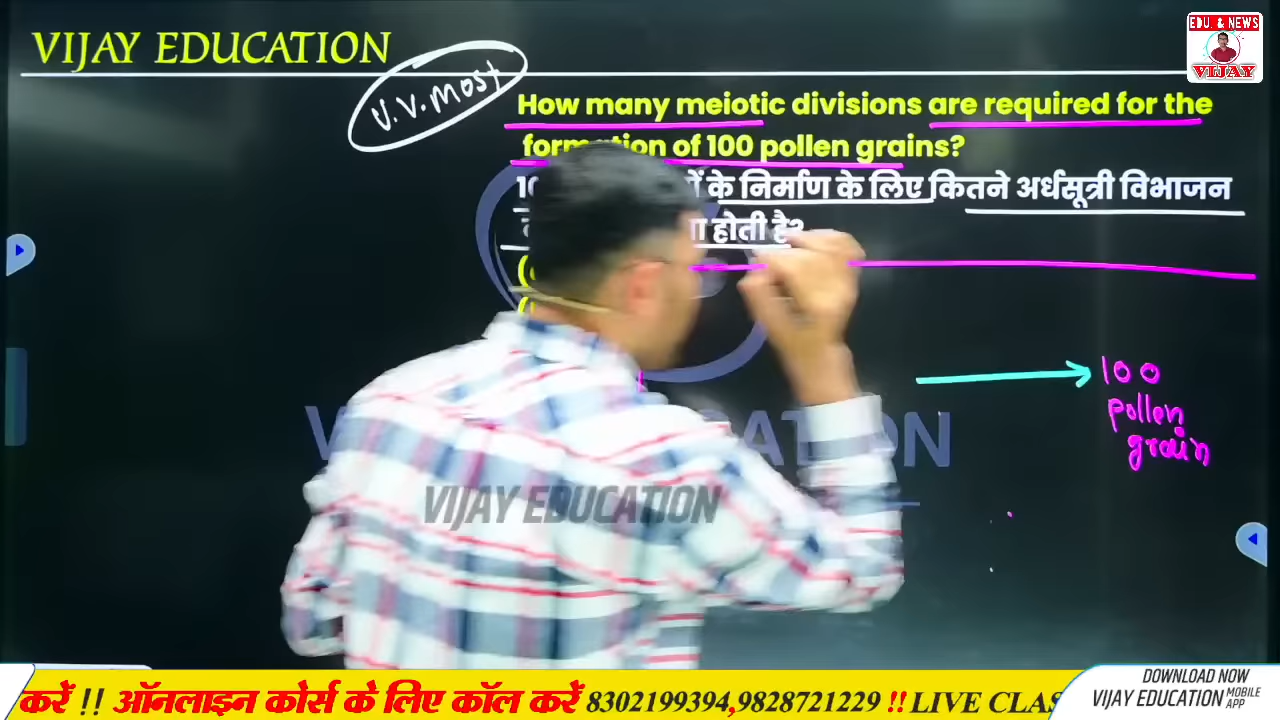 VIJAY EDUCATION
EDU. & NEWS
VIJAY
V.V.MOST
How many meiotic divisions are required for the
formation of 100 pollen grains?
के निर्माण के लिए कितने अर्धसूत्री विभाजन
होती है?
100
pollen
grain
VIJAY EDUCATION
करें !! ऑनलाइन कोर्स के लिए कॉल करें 8302199394,9828721229 !! LIVE
DOWNLOAD NOW
VIJAY EDUCATION MOBILE APP